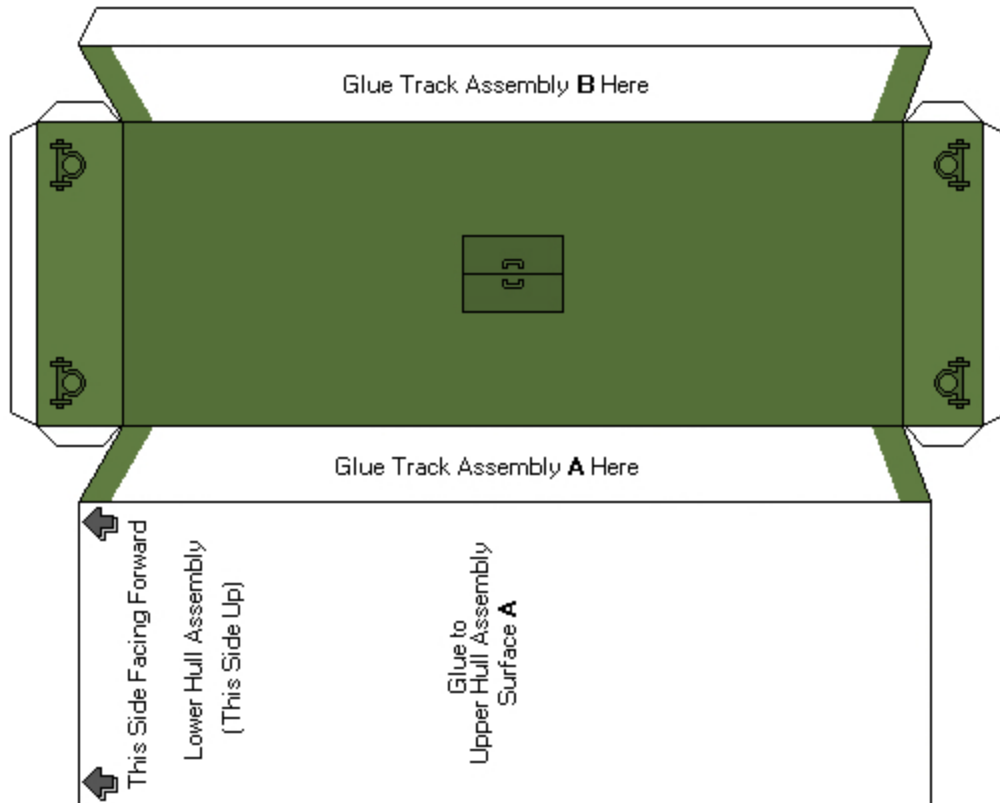 Glue Track Assembly B Here
Glue Track Assembly A Here
This Side Facing Forward
Lower Hull Assembly
(This Side Up)
Glue to
Upper Hull Assembly
Surface A